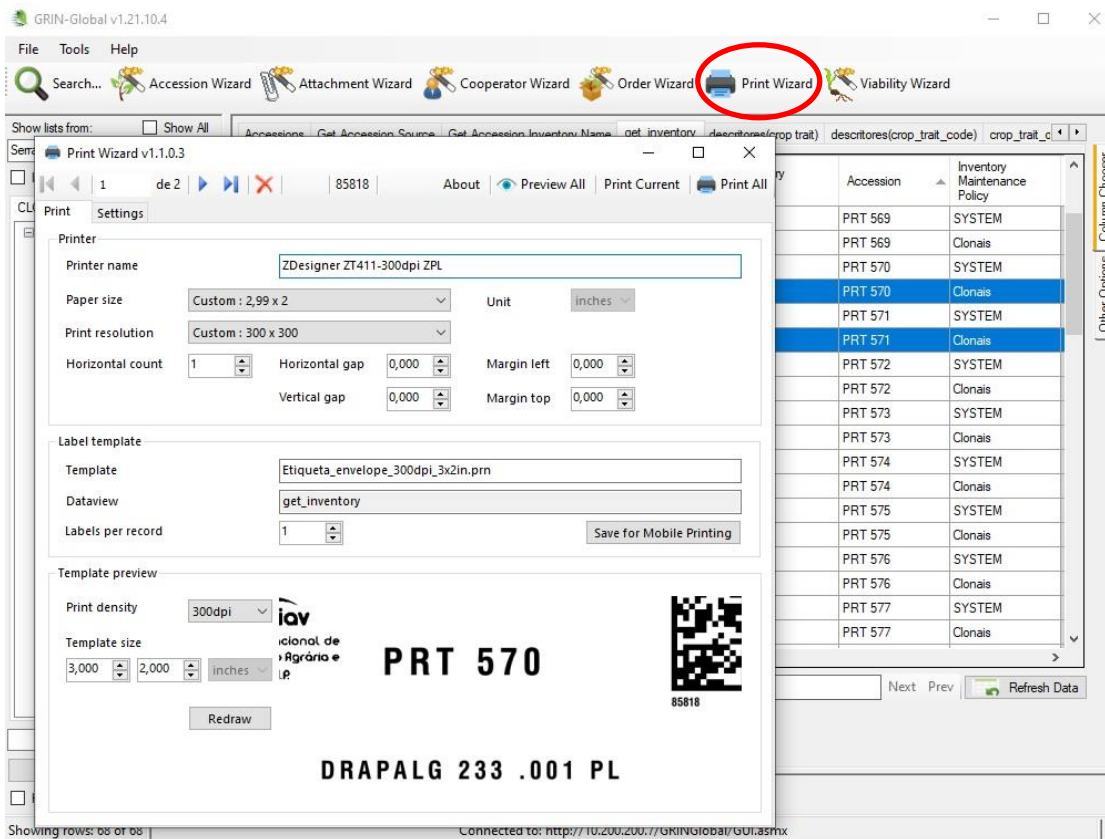 GRIN-Global v1.21.10.4
File Tools Help
Search... Accession Wizard Attachment Wizard Cooperator Wizard Order Wizard Print Wizard Viability Wizard
Show lists from: Show All
Accessions Get Accession Source Get Accession Inventory Name get_inventory descritores(crop trait) descritores(crop_trait_code) crop_trait_c
Print Wizard v1.1.0.3
1 de 2 85818 About Preview All Print Current Print All
Print Settings
Printer
Printer name ZDesigner ZT411-300dpi ZPL
Paper size Custom : 2,99 x 2 Unit inches
Print resolution Custom : 300 x 300
Horizontal count 1 Horizontal gap 0,000 Margin left 0,000
Vertical gap 0,000 Margin top 0,000
Label template
Template Etiqueta_envelope_300dpi_3x2in.prn
Dataview get_inventory
Labels per record 1 Save for Mobile Printing
Template preview
Print density 300dpi
Template size
3,000 2,000 inches
Redraw
iav
cional de
Agrária e
PRT 570
85818
DRAPALG 233 .001 PL
Accession Inventory Maintenance Policy
PRT 569 SYSTEM
PRT 569 Clonais
PRT 570 SYSTEM
PRT 570 Clonais
PRT 571 SYSTEM
PRT 571 Clonais
PRT 572 SYSTEM
PRT 572 Clonais
PRT 573 SYSTEM
PRT 573 Clonais
PRT 574 SYSTEM
PRT 574 Clonais
PRT 575 SYSTEM
PRT 575 Clonais
PRT 576 SYSTEM
PRT 576 Clonais
PRT 577 SYSTEM
PRT 577 Clonais
Column Chooser
Other Options
Next Prev Refresh Data
Showing rows: 68 of 68
Connected to: http://10.200.200.7/GRINGlobal/GUI.asmx